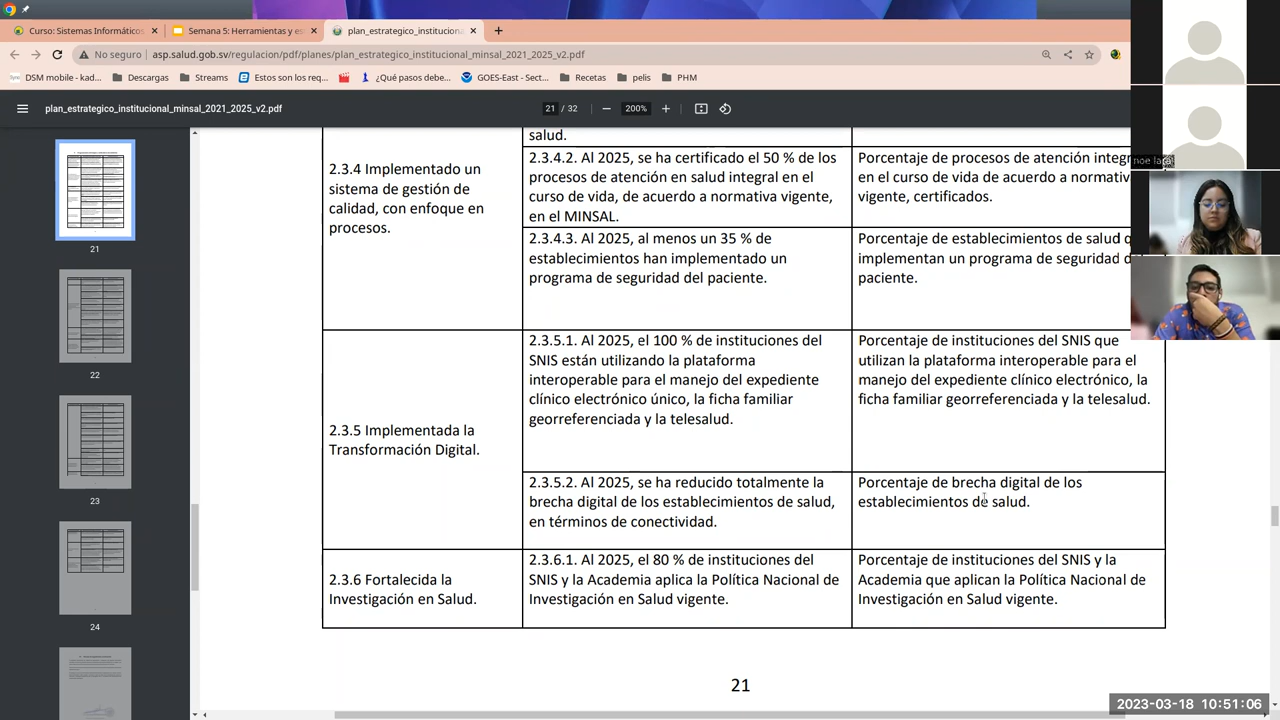 Curso: Sistemas Informáticos
Semana 5: Herramientas y es
plan_estrategico_institucional
No seguro
asp.salud.gob.sv/regulacion/pdf/planes/plan_estrategico_institucional_minsal_2021_2025_v2.pdf
DSM mobile - kad...
Descargas
Streams
Estos son los req...
¿Qué pasos debe...
GOES-East - Sect...
Recetas
pelis
PHM
plan_estrategico_institucional_minsal_2021_2025_v2.pdf
21 / 32
200%
21
22
23
24
salud.
2.3.4 Implementado un
sistema de gestión de
calidad, con enfoque en
procesos.
2.3.4.2. Al 2025, se ha certificado el 50 % de los
procesos de atención en salud integral en el
curso de vida, de acuerdo a normativa vigente,
en el MINSAL.
Porcentaje de procesos de atención integr
en el curso de vida de acuerdo a normativ
vigente, certificados.
2.3.4.3. Al 2025, al menos un 35 % de
establecimientos han implementado un
programa de seguridad del paciente.
Porcentaje de establecimientos de salud q
implementan un programa de seguridad d
paciente.
2.3.5 Implementada la
Transformación Digital.
2.3.5.1. Al 2025, el 100 % de instituciones del
SNIS están utilizando la plataforma
interoperable para el manejo del expediente
clínico electrónico único, la ficha familiar
georreferenciada y la telesalud.
Porcentaje de instituciones del SNIS que
utilizan la plataforma interoperable para el
manejo del expediente clínico electrónico, la
ficha familiar georreferenciada y la telesalud.
2.3.5.2. Al 2025, se ha reducido totalmente la
brecha digital de los establecimientos de salud,
en términos de conectividad.
Porcentaje de brecha digital de los
establecimientos de salud.
2.3.6 Fortalecida la
Investigación en Salud.
2.3.6.1. Al 2025, el 80 % de instituciones del
SNIS y la Academia aplica la Política Nacional de
Investigación en Salud vigente.
Porcentaje de instituciones del SNIS y la
Academia que aplican la Política Nacional de
Investigación en Salud vigente.
21
2023-03-18 10:51:06